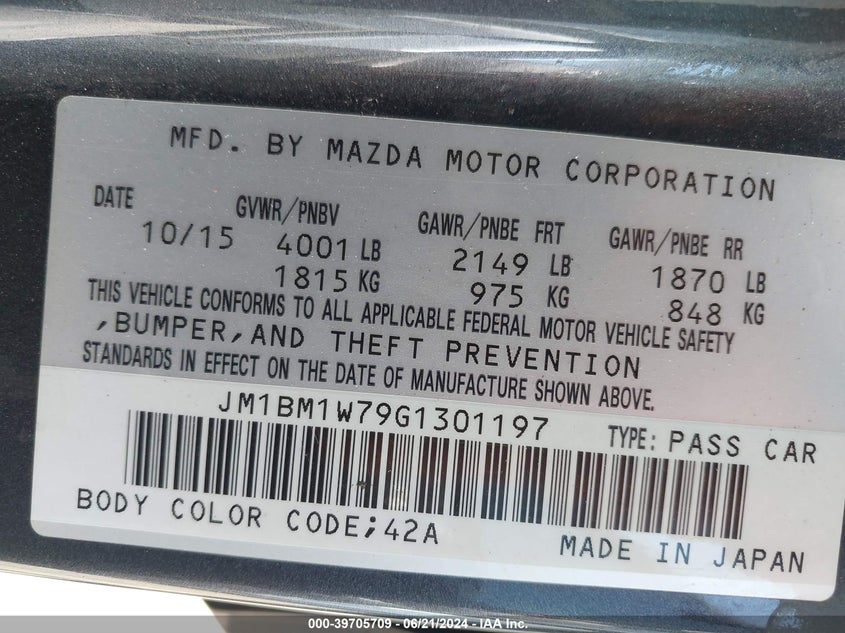 MFD. BY MAZDA MOTOR CORPORATION
DATE GVWR/PNBV GAWR/PNBE FRT GAWR/PNBE RR
10/15 4001 LB 2149 LB 1870 LB
1815 KG 975 KG 848 KG
THIS VEHICLE CONFORMS TO ALL APPLICABLE FEDERAL MOTOR VEHICLE SAFETY
,BUMPER,AND THEFT PREVENTION
STANDARDS IN EFFECT ON THE DATE OF MANUFACTURE SHOWN ABOVE.
JM1BM1W79G1301197 TYPE: PASS CAR
BODY COLOR CODE;42A MADE IN JAPAN
000-39705709 - 06/21/2024 - IAA Inc.